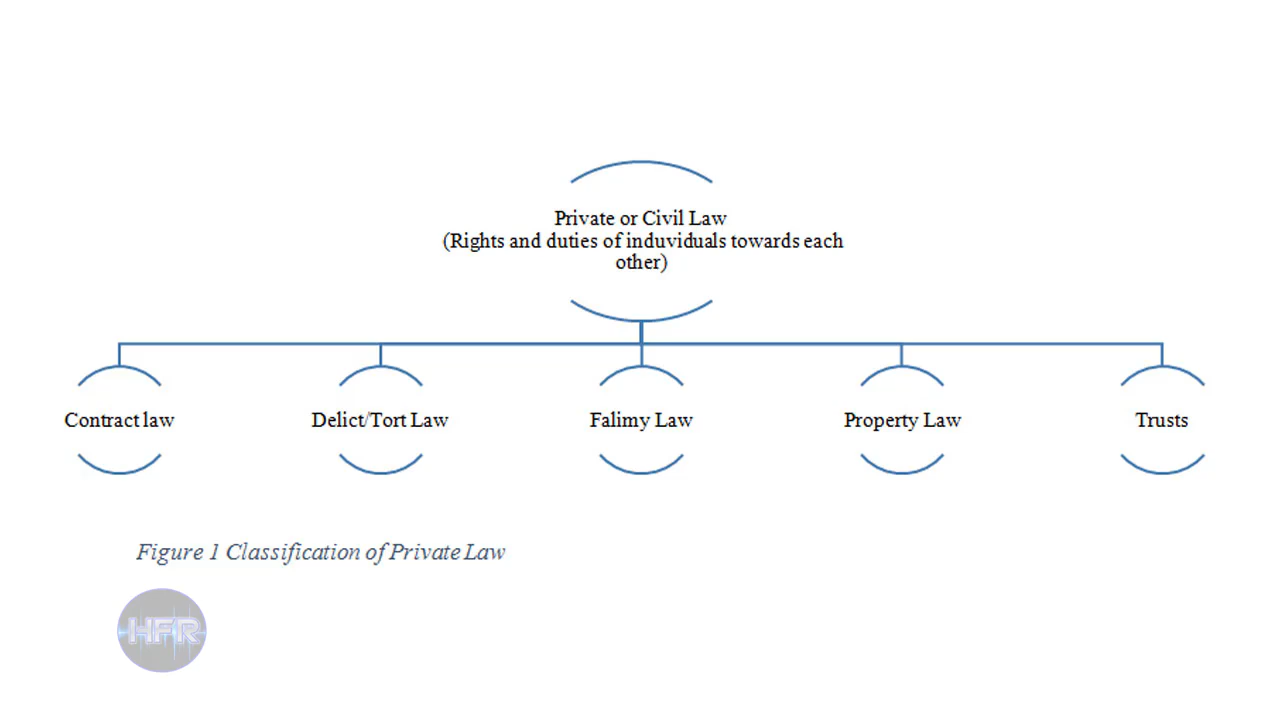 Private or Civil Law
(Rights and duties of induviduals towards each
other)
Contract law
Delict/Tort Law
Falimy Law
Property Law
Trusts
Figure 1 Classification of Private Law
HFR